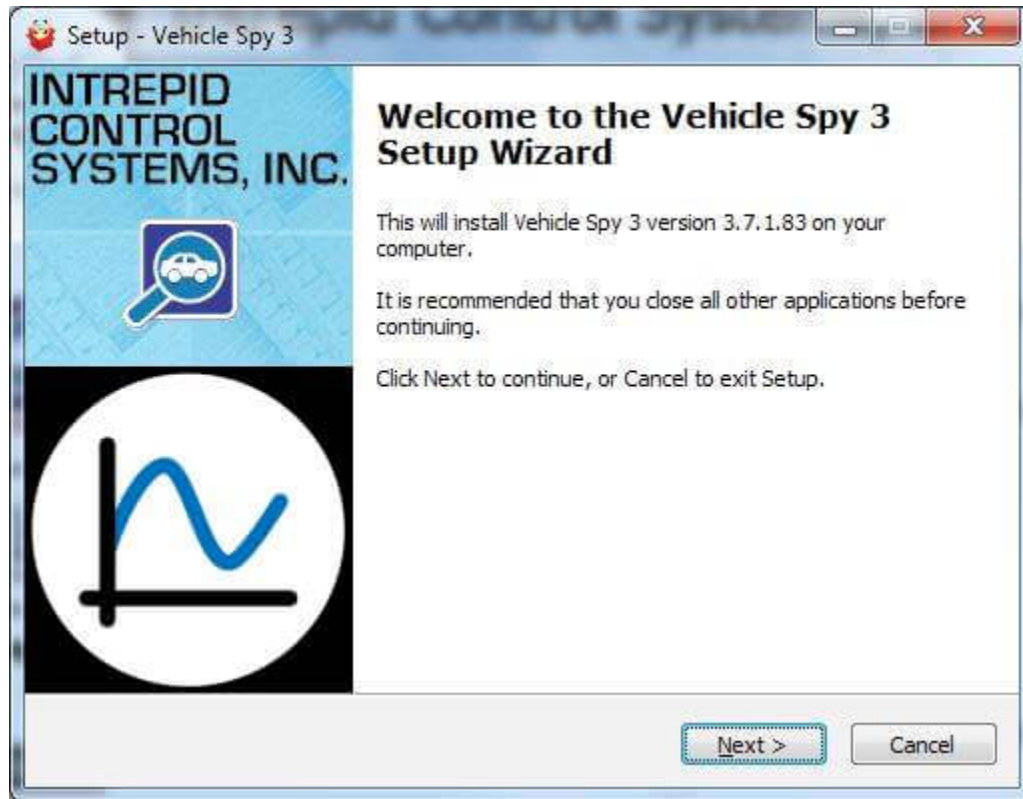 Setup - Vehicle Spy 3
INTREPID
CONTROL
SYSTEMS, INC.
Welcome to the Vehicle Spy 3
Setup Wizard
This will install Vehicle Spy 3 version 3.7.1.83 on your
computer.
It is recommended that you close all other applications before
continuing.
Click Next to continue, or Cancel to exit Setup.
Next >
Cancel